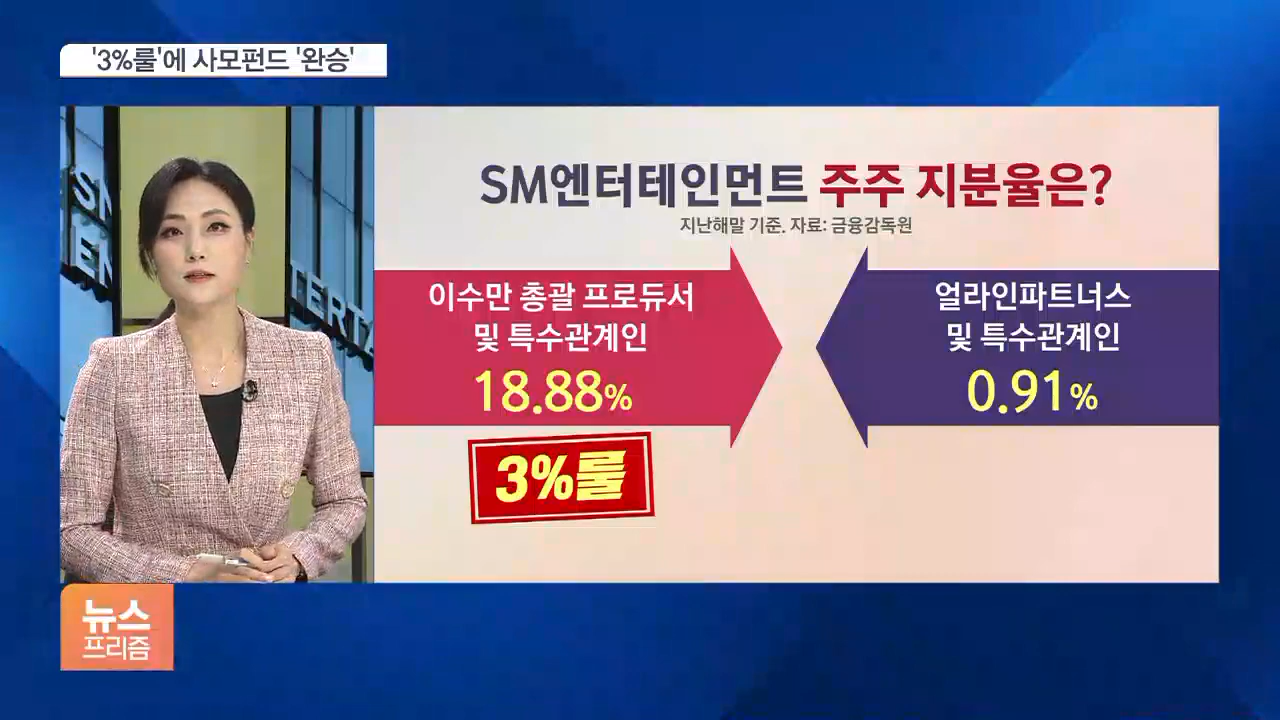 '3%룰'에 사모펀드 '완승'
SM엔터테인먼트 주주 지분율은?
지난해말 기준. 자료: 금융감독원
이수만 총괄 프로듀서
및 특수관계인
18.88%
얼라인파트너스
및 특수관계인
0.91%
3%룰
SM
EN
TERTA
뉴스
프리즘